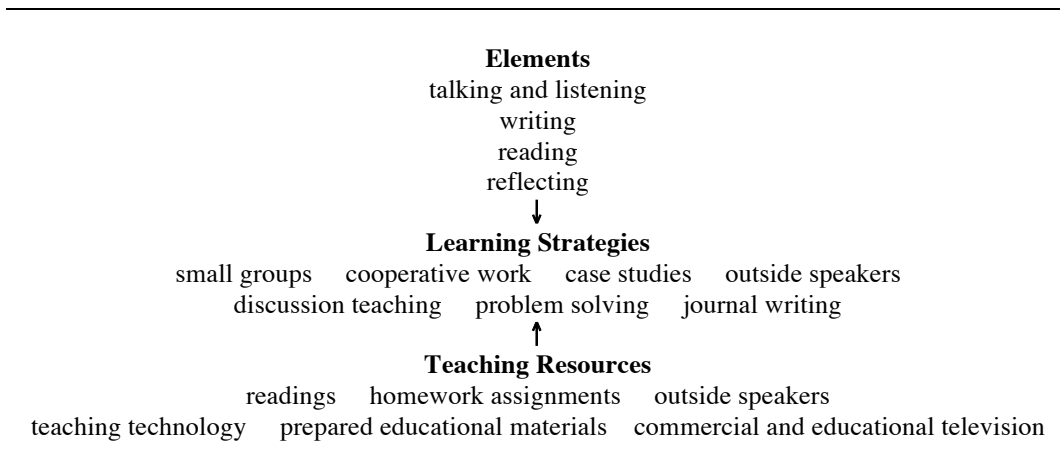 Elements
talking and listening
writing
reading
reflecting
Learning Strategies
small groups cooperative work case studies outside speakers
discussion teaching problem solving journal writing
Teaching Resources
readings homework assignments outside speakers
teaching technology prepared educational materials commercial and educational television